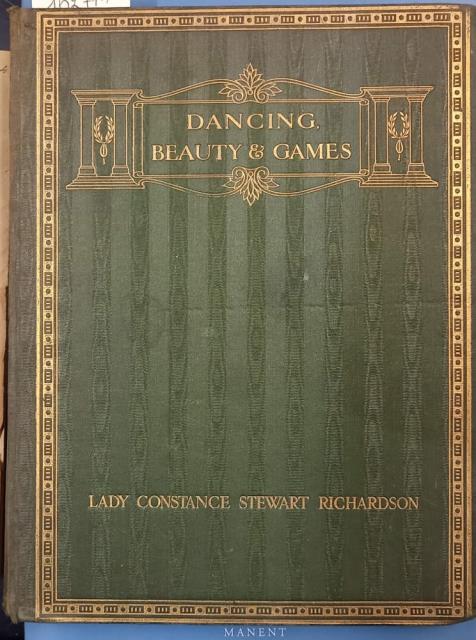 DANCING,
BEAUTY & GAMES
LADY CONSTANCE STEWART RICHARDSON
MANENT